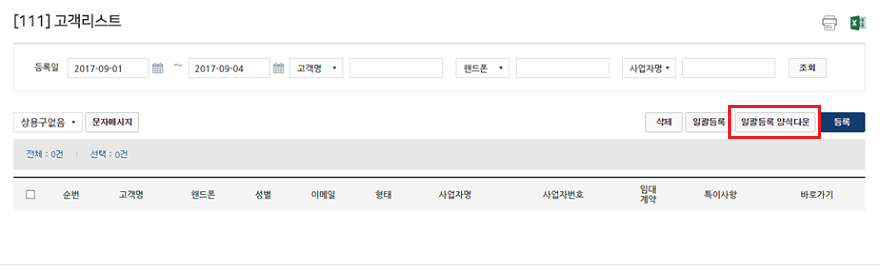 [111] 고객리스트
등록일 2017-09-01 ~ 2017-09-04 고객명 핸드폰 사업자명 조회
상용구없음 문자메시지 삭제 일괄등록 일괄등록 양식다운 등록
전체 : 0건 | 선택 : 0건
순번 고객명 핸드폰 성별 이메일 형태 사업자명 사업자번호 임대 계약 특이사항 바로가기